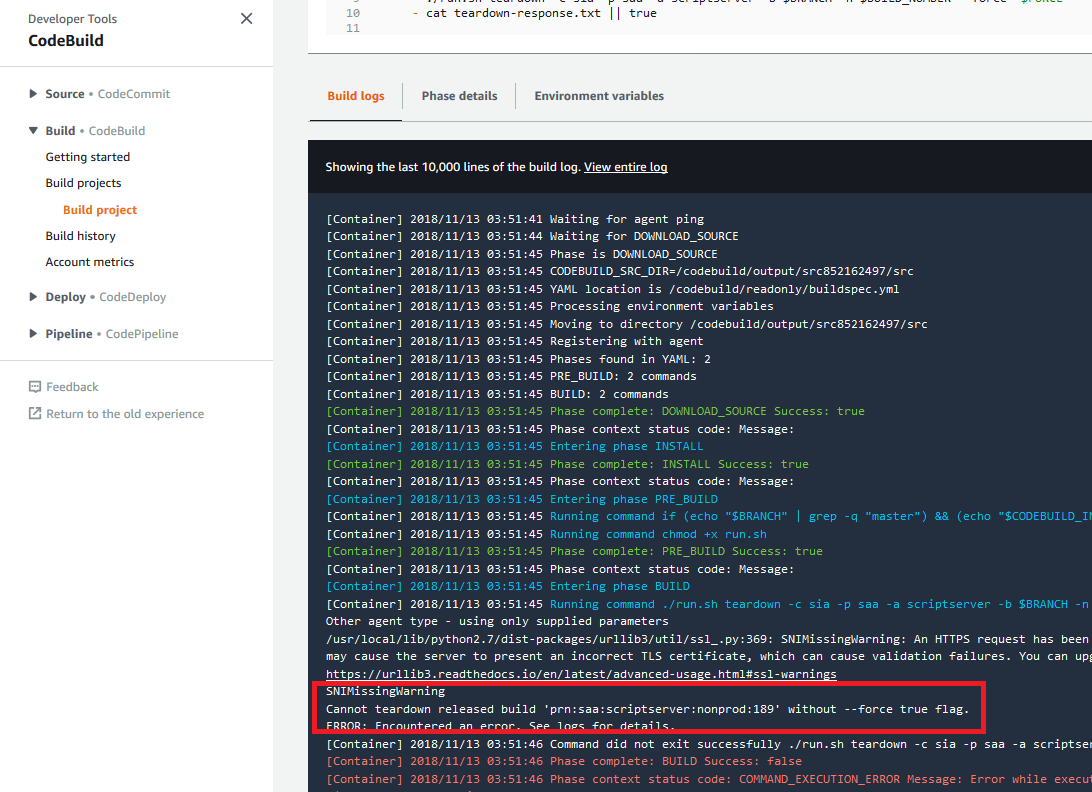 Developer Tools
CodeBuild
Source • CodeCommit
Build • CodeBuild
Getting started
Build projects
Build project
Build history
Account metrics
Deploy • CodeDeploy
Pipeline • CodePipeline
Feedback
Return to the old experience
10 - cat teardown-response.txt || true
11
Build logs
Phase details
Environment variables
Showing the last 10,000 lines of the build log. View entire log
[Container] 2018/11/13 03:51:41 Waiting for agent ping
[Container] 2018/11/13 03:51:44 Waiting for DOWNLOAD_SOURCE
[Container] 2018/11/13 03:51:45 Phase is DOWNLOAD_SOURCE
[Container] 2018/11/13 03:51:45 CODEBUILD_SRC_DIR=/codebuild/output/src852162497/src
[Container] 2018/11/13 03:51:45 YAML location is /codebuild/readonly/buildspec.yml
[Container] 2018/11/13 03:51:45 Processing environment variables
[Container] 2018/11/13 03:51:45 Moving to directory /codebuild/output/src852162497/src
[Container] 2018/11/13 03:51:45 Registering with agent
[Container] 2018/11/13 03:51:45 Phases found in YAML: 2
[Container] 2018/11/13 03:51:45 PRE_BUILD: 2 commands
[Container] 2018/11/13 03:51:45 BUILD: 2 commands
[Container] 2018/11/13 03:51:45 Phase complete: DOWNLOAD_SOURCE Success: true
[Container] 2018/11/13 03:51:45 Phase context status code: Message:
[Container] 2018/11/13 03:51:45 Entering phase INSTALL
[Container] 2018/11/13 03:51:45 Phase complete: INSTALL Success: true
[Container] 2018/11/13 03:51:45 Phase context status code: Message:
[Container] 2018/11/13 03:51:45 Entering phase PRE_BUILD
[Container] 2018/11/13 03:51:45 Running command if (echo "$BRANCH" | grep -q "master") && (echo "$CODEBUILD_IN
[Container] 2018/11/13 03:51:45 Running command chmod +x run.sh
[Container] 2018/11/13 03:51:45 Phase complete: PRE_BUILD Success: true
[Container] 2018/11/13 03:51:45 Phase context status code: Message:
[Container] 2018/11/13 03:51:45 Entering phase BUILD
[Container] 2018/11/13 03:51:45 Running command ./run.sh teardown -c sia -p saa -a scriptserver -b $BRANCH -n
Other agent type - using only supplied parameters
/usr/local/lib/python2.7/dist-packages/urllib3/util/ssl_.py:369: SNIMissingWarning: An HTTPS request has been
may cause the server to present an incorrect TLS certificate, which can cause validation failures. You can upg
https://urllib3.readthedocs.io/en/latest/advanced-usage.html#ssl-warnings
SNIMissingWarning
Cannot teardown released build 'prn:saa:scriptserver:nonprod:189' without --force true flag.
ERROR: Encountered an error. See logs for details.
[Container] 2018/11/13 03:51:46 Command did not exit successfully ./run.sh teardown -c sia -p saa -a scriptser
[Container] 2018/11/13 03:51:46 Phase complete: BUILD Success: false
[Container] 2018/11/13 03:51:46 Phase context status code: COMMAND_EXECUTION_ERROR Message: Error while execut